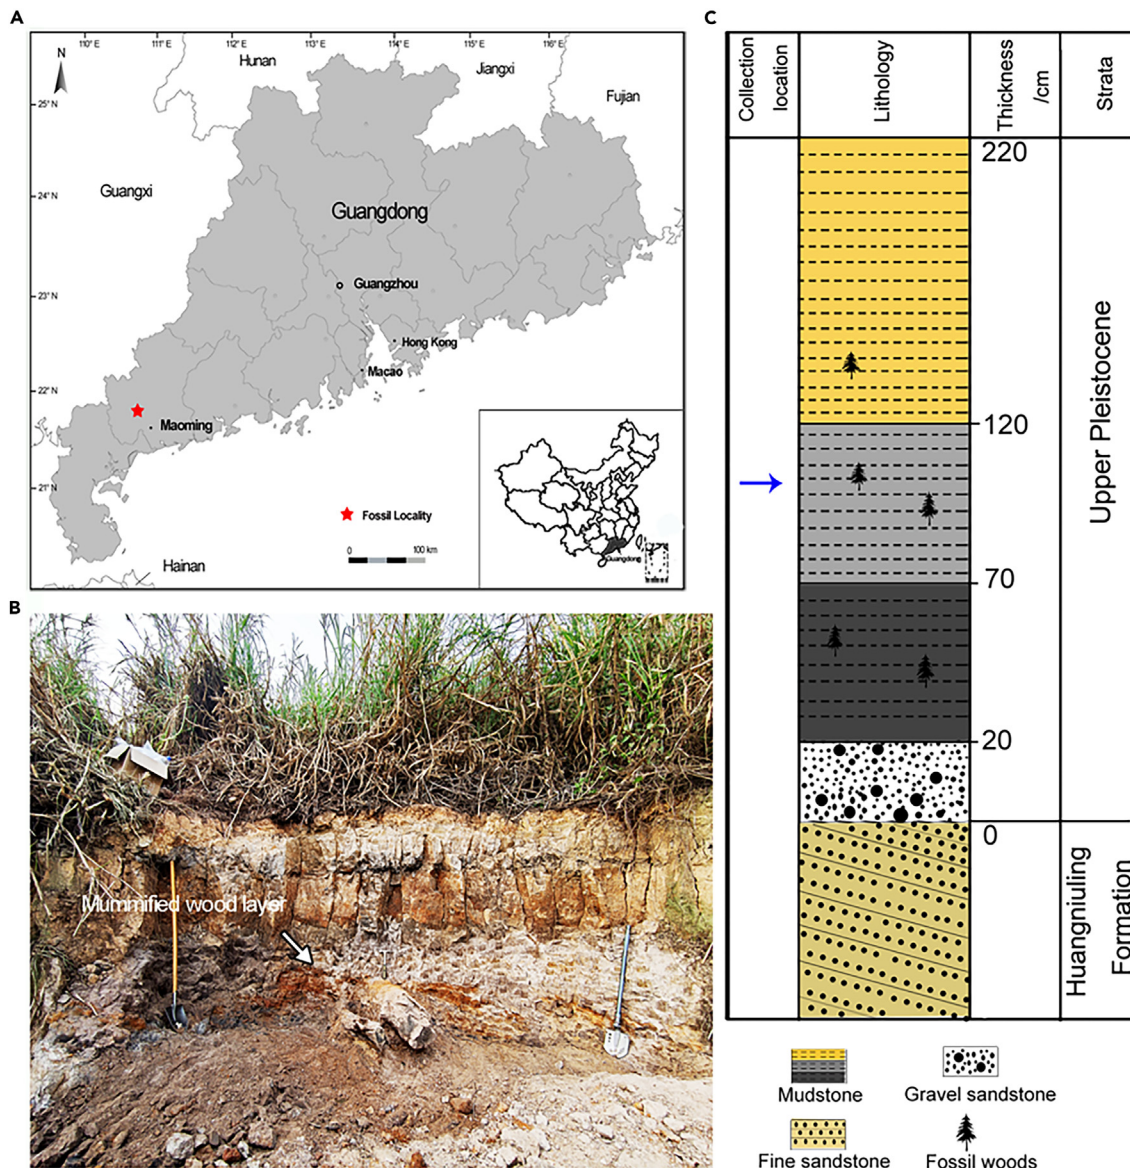 A
110° E 111° E 112° E 113° E 114° E 115° E 116° E
N
Hunan
Jiangxi
Fujian
25° N
Guangxi
24° N
Guangdong
23° N
Guangzhou
Hong Kong
Macao
22° N
Maoming
21° N
Fossil Locality
0 100 km
Hainan
Guangdong
B
Mummified wood layer
C
Collection location
Lithology
Thickness /cm
Strata
220
120
70
20
0
Upper Pleistocene
Huangniuling Formation
Mudstone
Gravel sandstone
Fine sandstone
Fossil woods